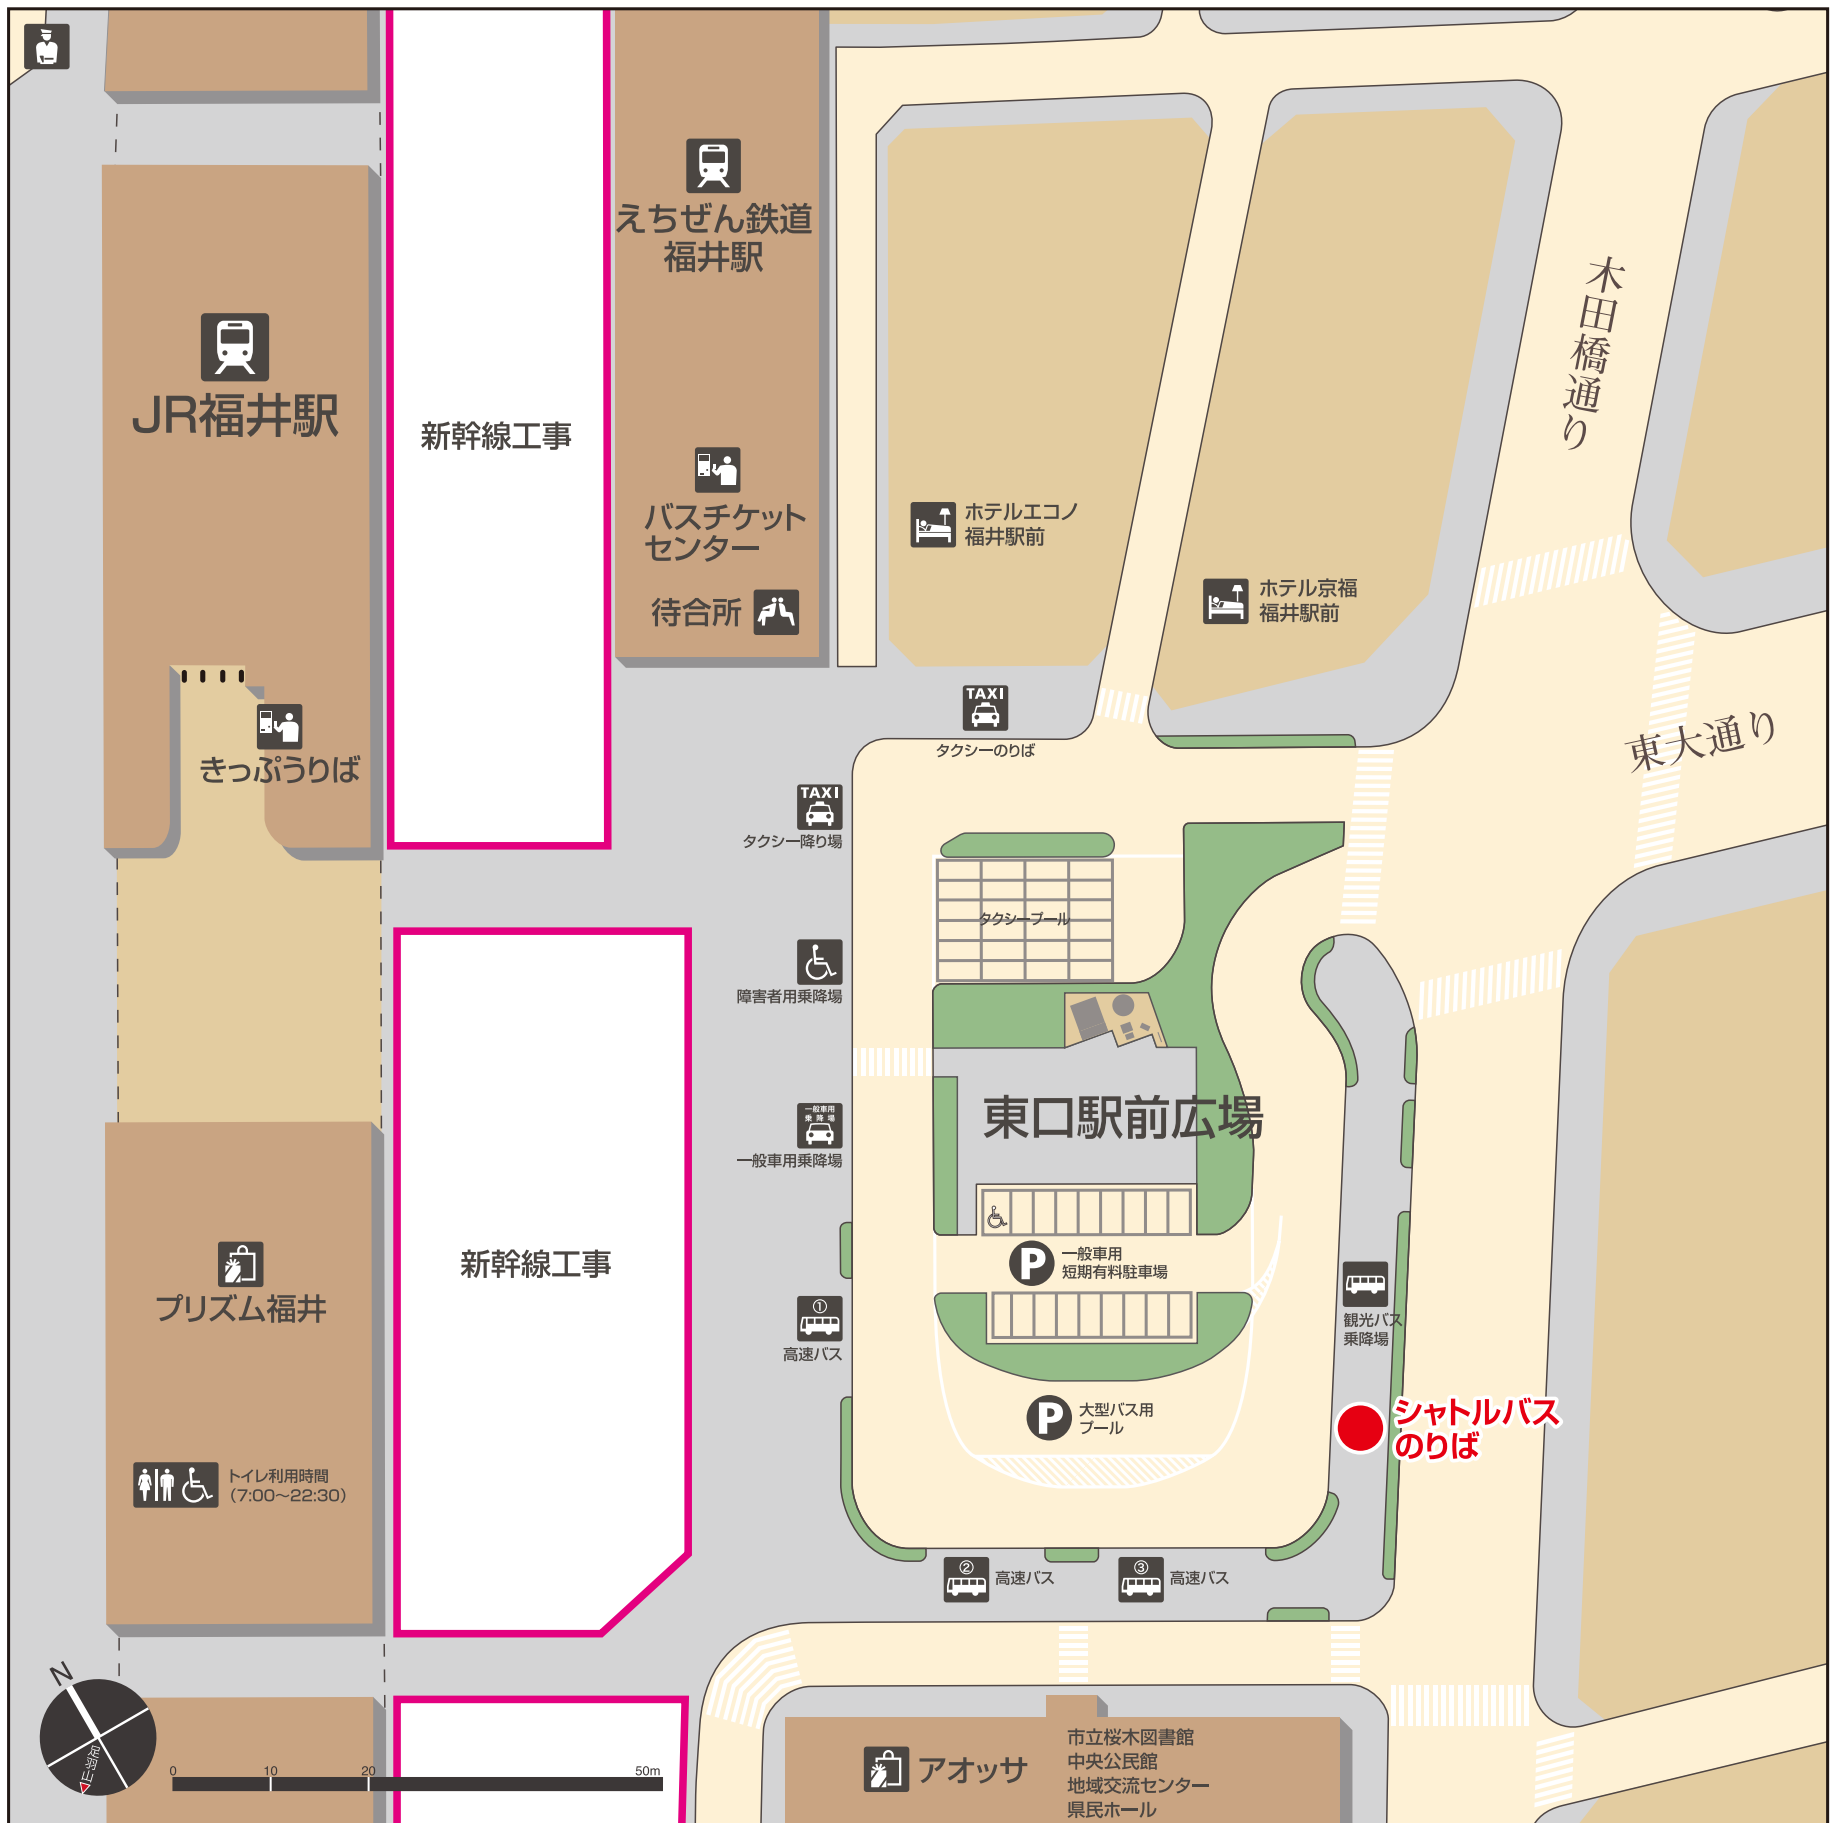 えちぜん鉄道
福井駅
JR福井駅
新幹線工事
バスチケット
センター
待合所
ホテルエコノ
福井駅前
ホテル京福
福井駅前
木田橋通り
東大通り
きっぷうりば
TAXI
タクシーのりば
TAXI
タクシー降り場
タクシープール
障害者用乗降場
東口駅前広場
一般車用
乗降場
一般車用乗降場
P
一般車用
短期有料駐車場
新幹線工事
プリズム福井
①
高速バス
観光バス
乗降場
P
大型バス用
プール
シャトルバス
のりば
トイレ利用時間
(7:00〜22:30)
②
高速バス
③
高速バス
N
足羽山
0
10
20
50m
アオッサ
市立桜木図書館
中央公民館
地域交流センター
県民ホール